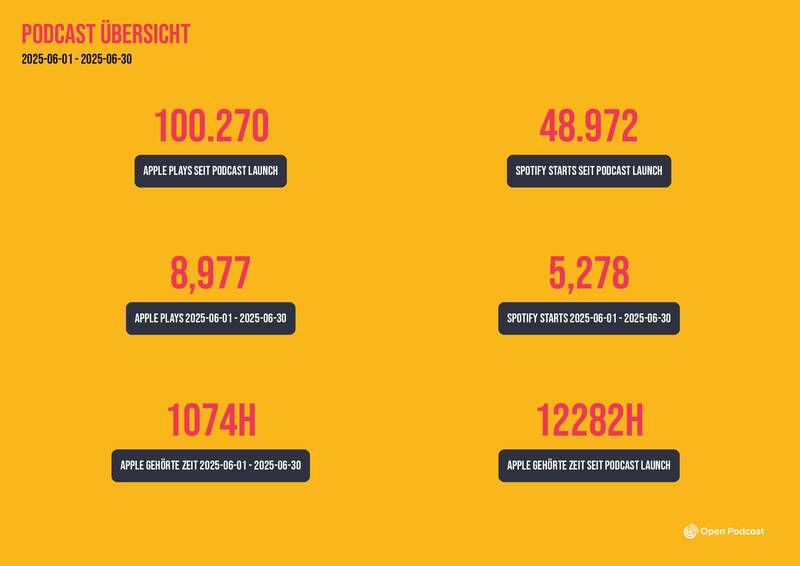 PODCAST ÜBERSICHT
2025-06-01 - 2025-06-30
100.270
APPLE PLAYS SEIT PODCAST LAUNCH
48.972
SPOTIFY STARTS SEIT PODCAST LAUNCH
8,977
APPLE PLAYS 2025-06-01 - 2025-06-30
5,278
SPOTIFY STARTS 2025-06-01 - 2025-06-30
1074H
APPLE GEHÖRTE ZEIT 2025-06-01 - 2025-06-30
12282H
APPLE GEHÖRTE ZEIT SEIT PODCAST LAUNCH
Open Podcast